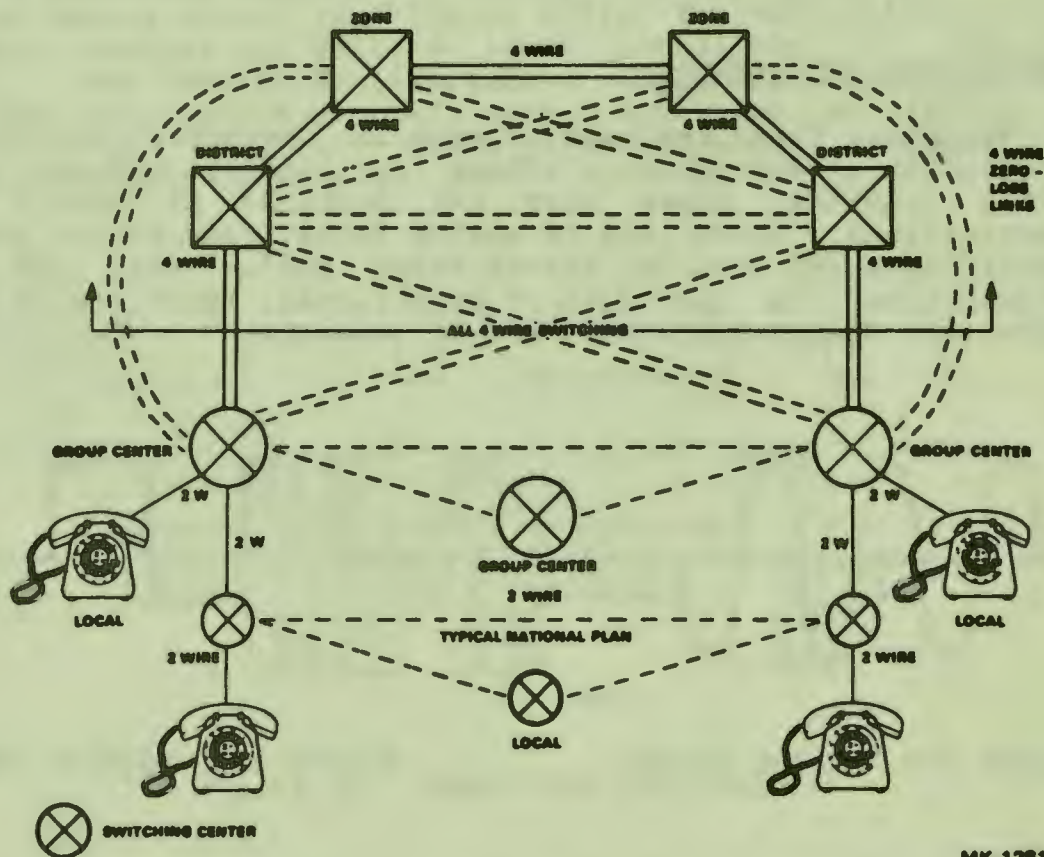 ZONE
ZONE
4 WIRE
4 WIRE
4 WIRE
DISTRICT
DISTRICT
4 WIRE
ZERO -
LOSS
LINKS
4 WIRE
4 WIRE
ALL 4 WIRE SWITCHING
GROUP CENTER
GROUP CENTER
2 W
2 W
2 W
2 W
GROUP CENTER
LOCAL
LOCAL
2 WIRE
TYPICAL NATIONAL PLAN
2 WIRE
2 WIRE
LOCAL
SWITCHING CENTER